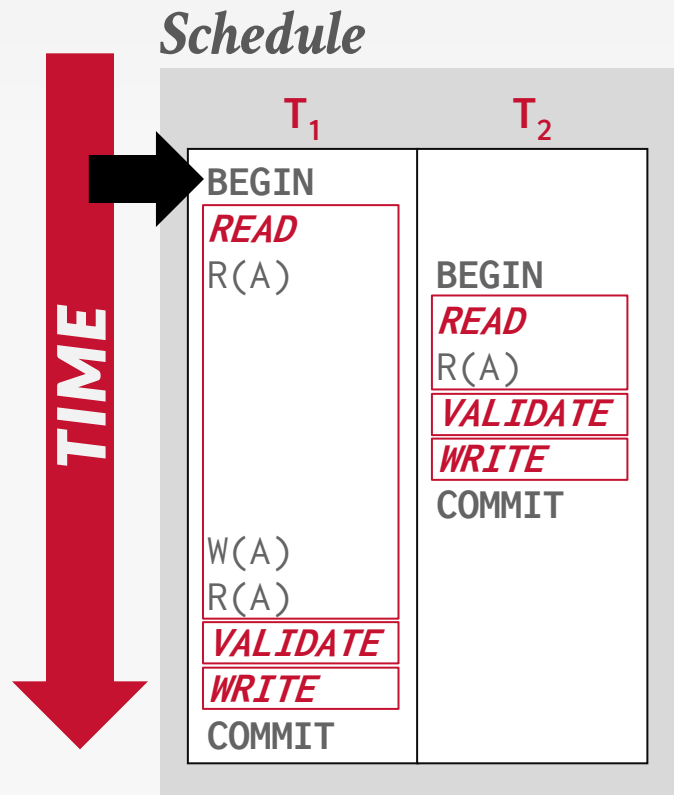 Schedule
TIME
T1
T2
BEGIN
READ
R(A)
W(A)
R(A)
VALIDATE
WRITE
COMMIT
BEGIN
READ
R(A)
VALIDATE
WRITE
COMMIT